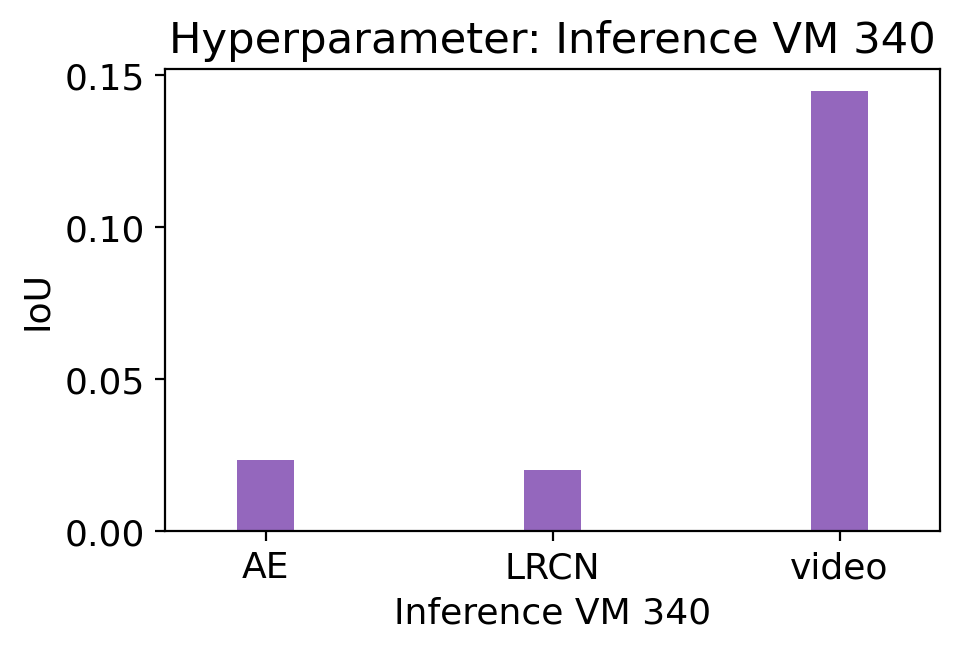 Hyperparameter: Inference VM 340
0.15
0.10
0.05
0.00
IoU
AE LRCN video
Inference VM 340